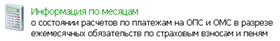 Информация по месяцам
о состоянии расчетов по платежам на ОПС и ОМС в разрезе
ежемесячных обязательств по страховым взносам и пеням